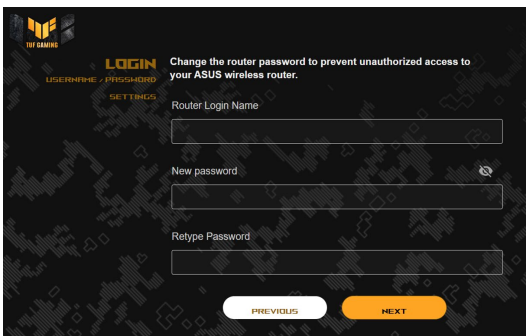 TUF GAMING
LOGIN
USERNAME / PASSWORD
SETTINGS
Change the router password to prevent unauthorized access to
your ASUS wireless router.
Router Login Name
New password
Retype Password
PREVIOUS
NEXT